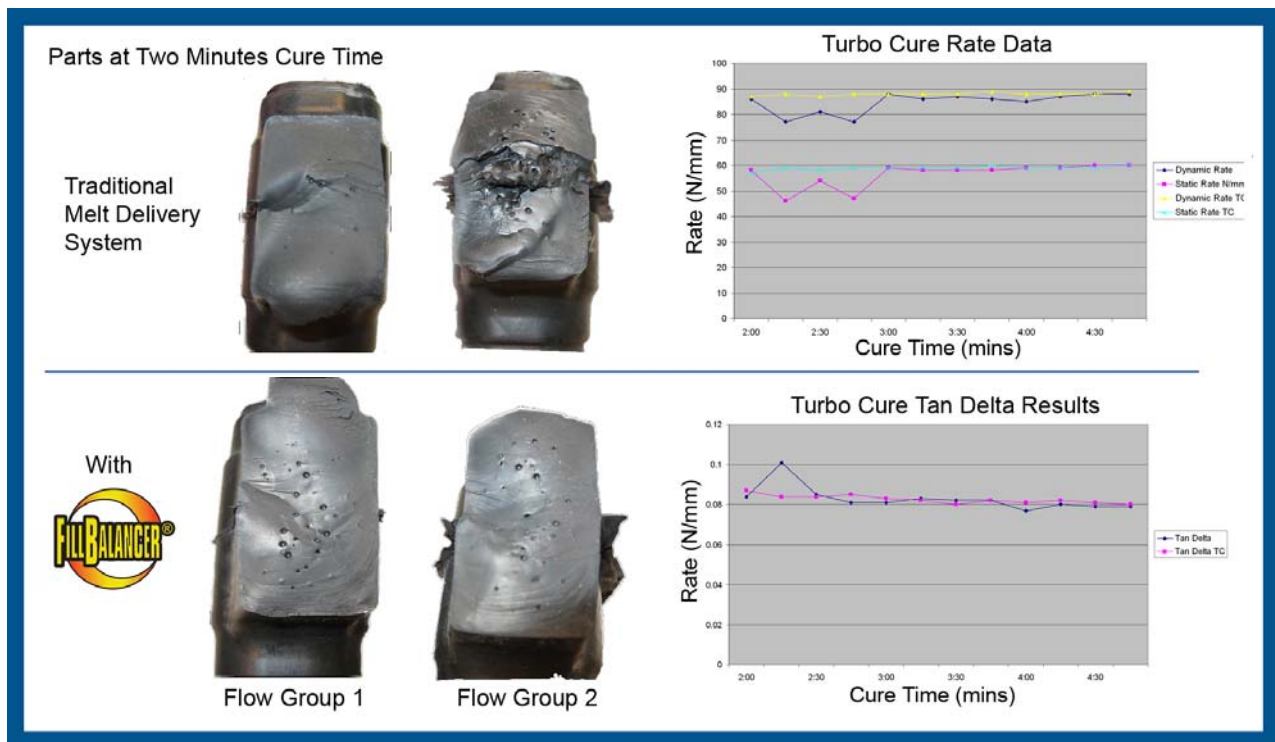 Parts at Two Minutes Cure Time
Traditional
Melt Delivery
System
Turbo Cure Rate Data
Rate (N/mm)
100
90
80
70
60
50
40
30
20
10
0
2:00 2:30 3:00 3:30 4:00 4:30
Cure Time (mins)
Dynamic Rate
Static Rate N/mm
Dynamic Rate TC
Static Rate TC
With
FILLBALANCER®
Flow Group 1
Flow Group 2
Turbo Cure Tan Delta Results
Rate (N/mm)
0.12
0.1
0.08
0.06
0.04
0.02
0
2:00 2:30 3:00 3:30 4:00 4:30
Cure Time (mins)
Tan Delta
Tan Delta TC